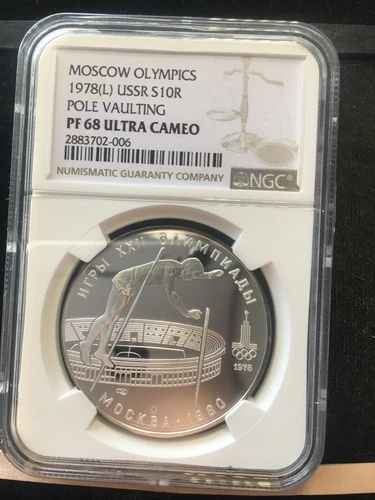 MOSCOW OLYMPICS
1978(L) USSR S10R
POLE VAULTING
PF 68 ULTRA CAMEO
2883702-006
NUMISMATIC GUARANTY COMPANY
NGC
ИГРЫ XXII ОЛИМПИАДЫ
1978
МОСКВА·1980